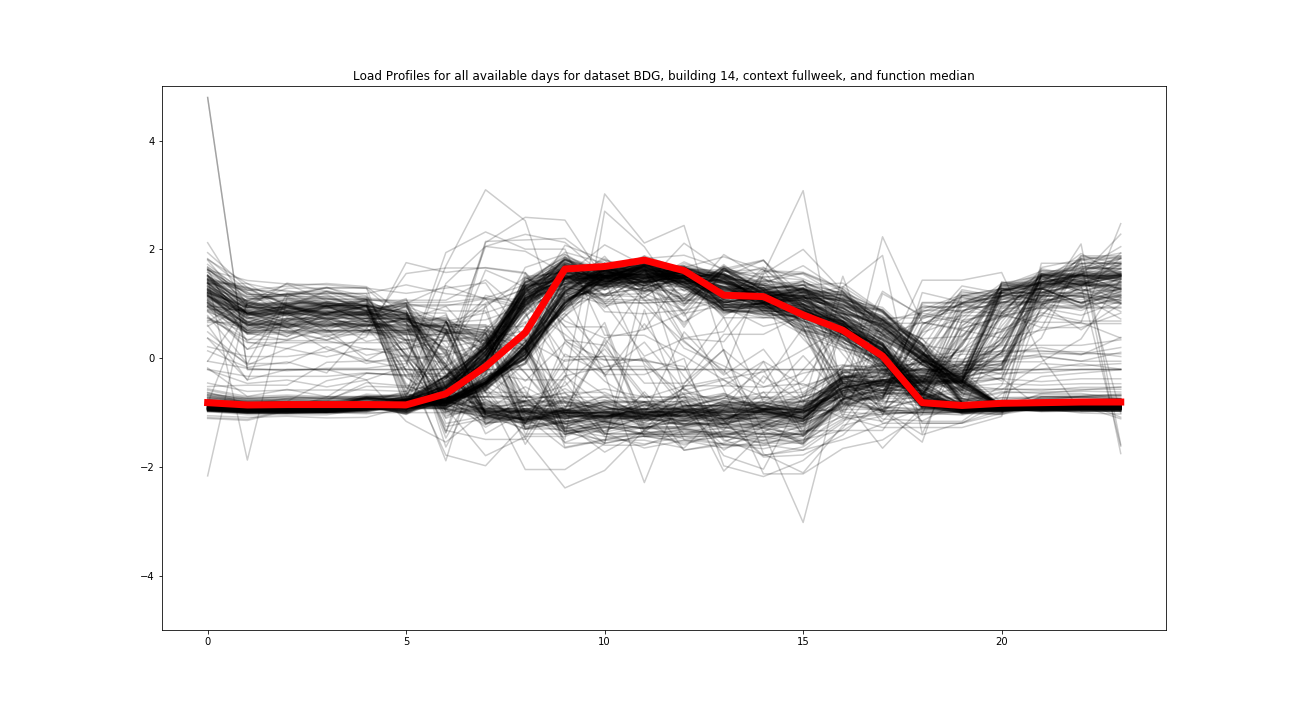 Load Profiles for all available days for dataset BDG, building 14, context fullweek, and function median
4
2
0
−2
−4
0 5 10 15 20